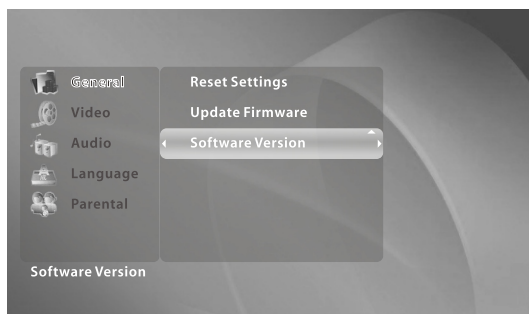 General
Video
Audio
Language
Parental
Reset Settings
Update Firmware
Software Version
Software Version